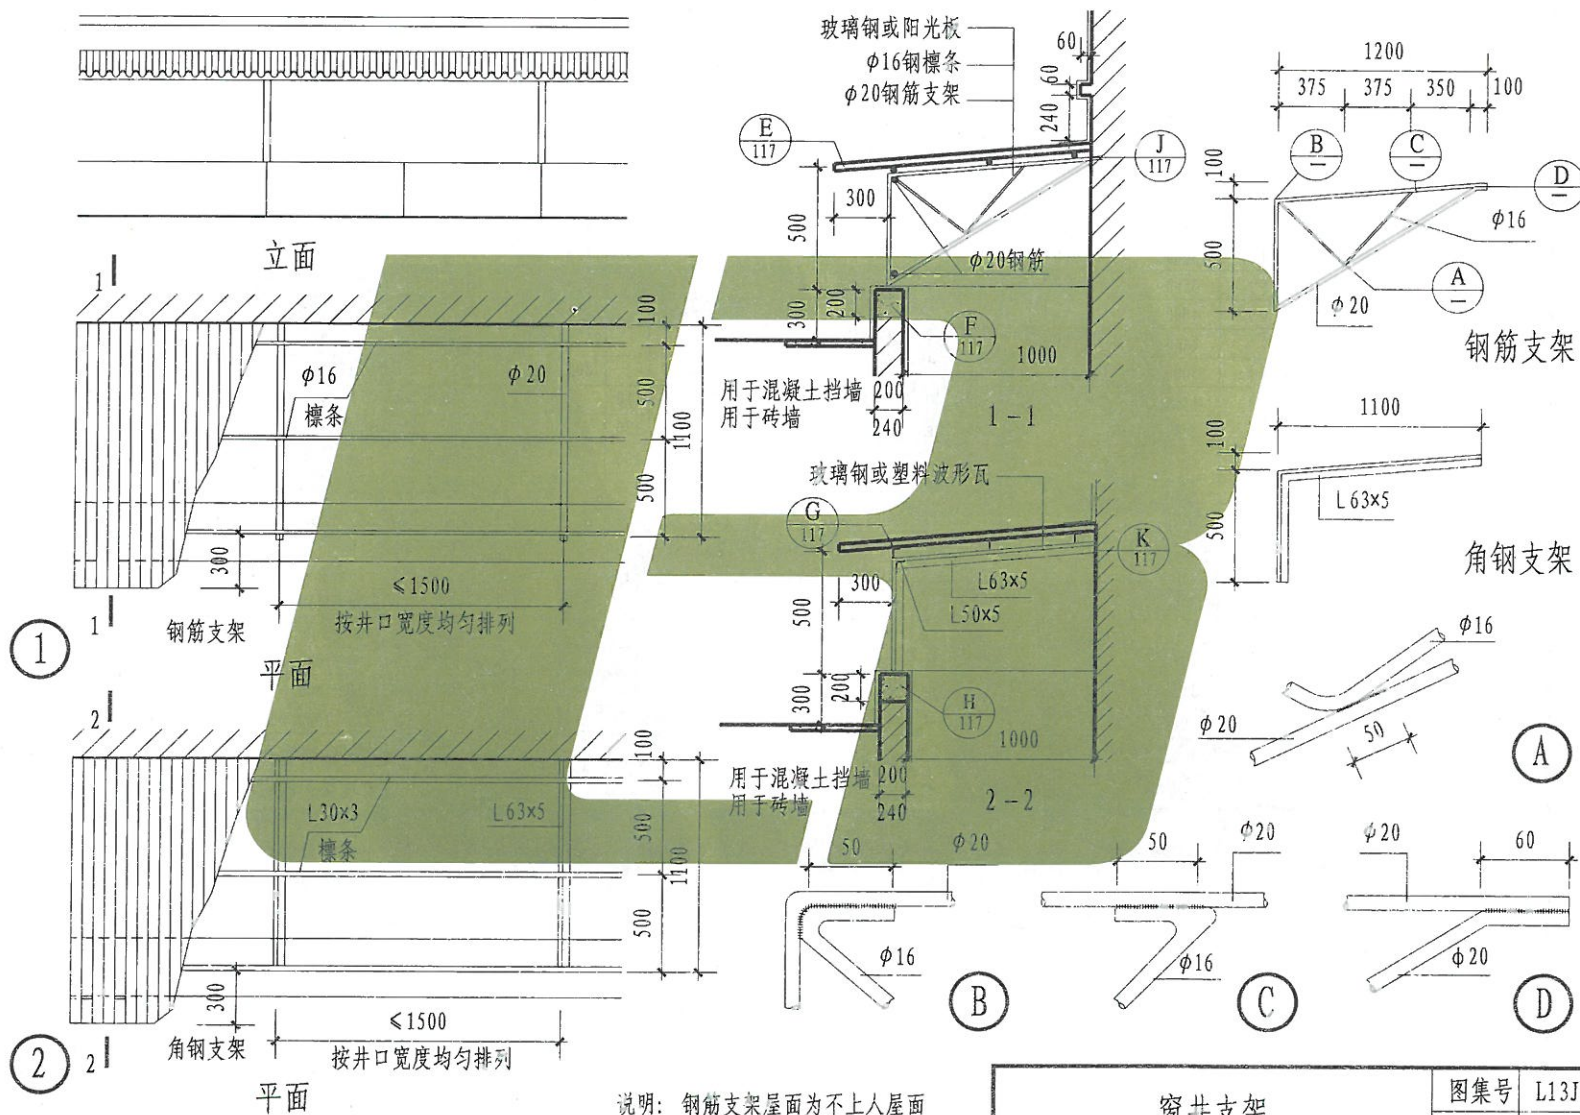 立面
1
100
φ16
檩条
φ20
500
1100
500
300
≤1500
按井口宽度均匀排列
1
钢筋支架
①
平面
2
100
L30×3
檩条
L63×5
500
1100
500
300
≤1500
按井口宽度均匀排列
角钢支架
2
②
平面
玻璃钢或阳光板
φ16钢檩条
φ20钢筋支架
60
60
240
E
117
J
117
300
500
φ20钢筋
200
300
F
117
1000
用于混凝土挡墙
用于砖墙
200
240
1-1
玻璃钢或塑料波形瓦
G
117
K
117
300
L63×5
L50×5
500
200
300
H
117
1000
用于混凝土挡墙
用于砖墙
200
240
2-2
1200
375
375
350
100
B
C
D
100
500
φ16
φ20
A
钢筋支架
1100
100
L63×5
500
角钢支架
φ16
φ20
50
A
50
φ20
φ16
B
50
φ20
φ16
C
φ20
60
φ20
D
说明: 钢筋支架屋面为不上人屋面
窗井支架
图集号
L13J